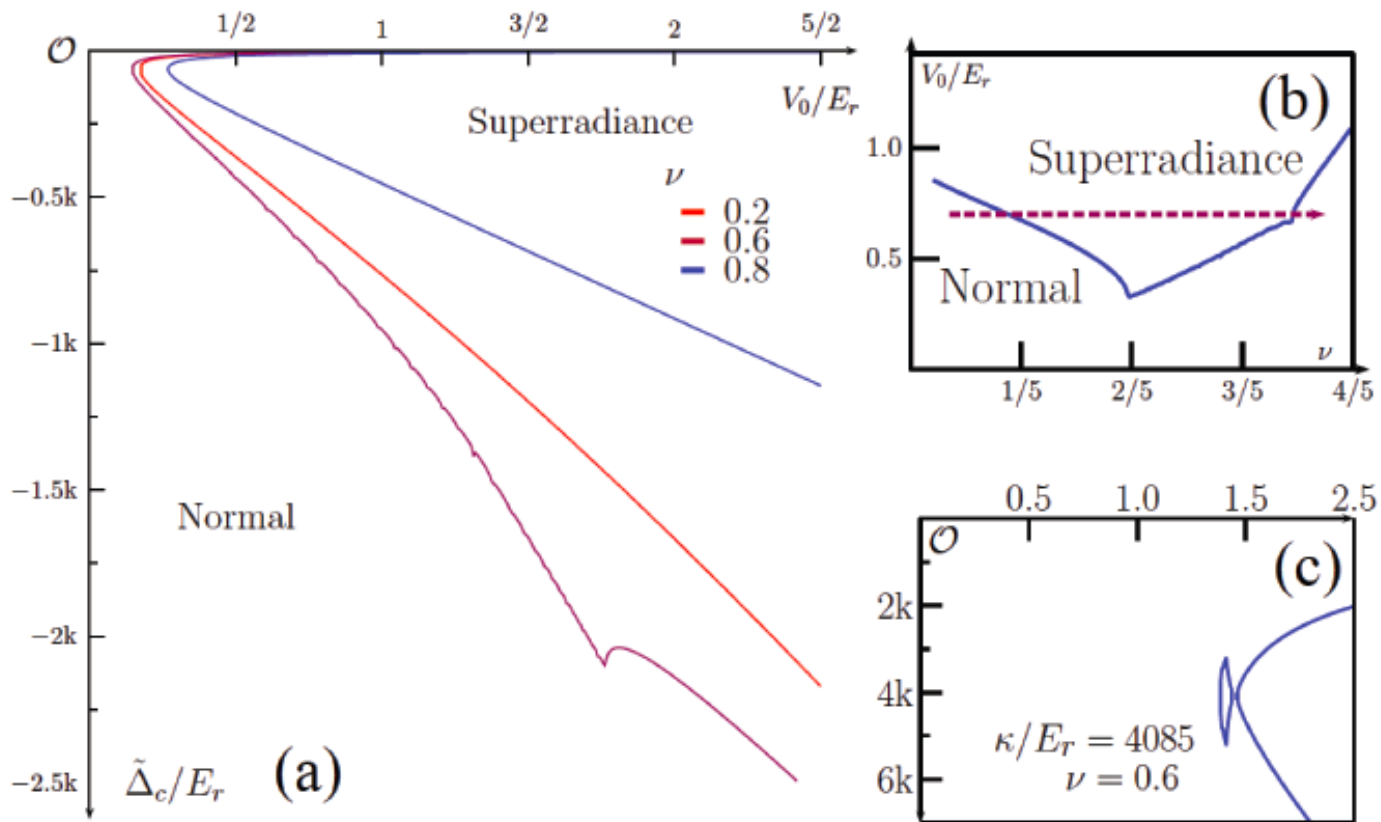 1/2 1 3/2 2 5/2
𝒪
V₀/Eᵣ
Superradiance
ν
0.2
0.6
0.8
−0.5k
−1k
−1.5k
Normal
−2k
−2.5k
Δ̃_c/Eᵣ
(a)
V₀/Eᵣ
(b)
1.0
Superradiance
0.5
Normal
ν
1/5 2/5 3/5 4/5
0.5 1.0 1.5 2.5
𝒪
(c)
2k
4k
κ/Eᵣ = 4085
ν = 0.6
6k